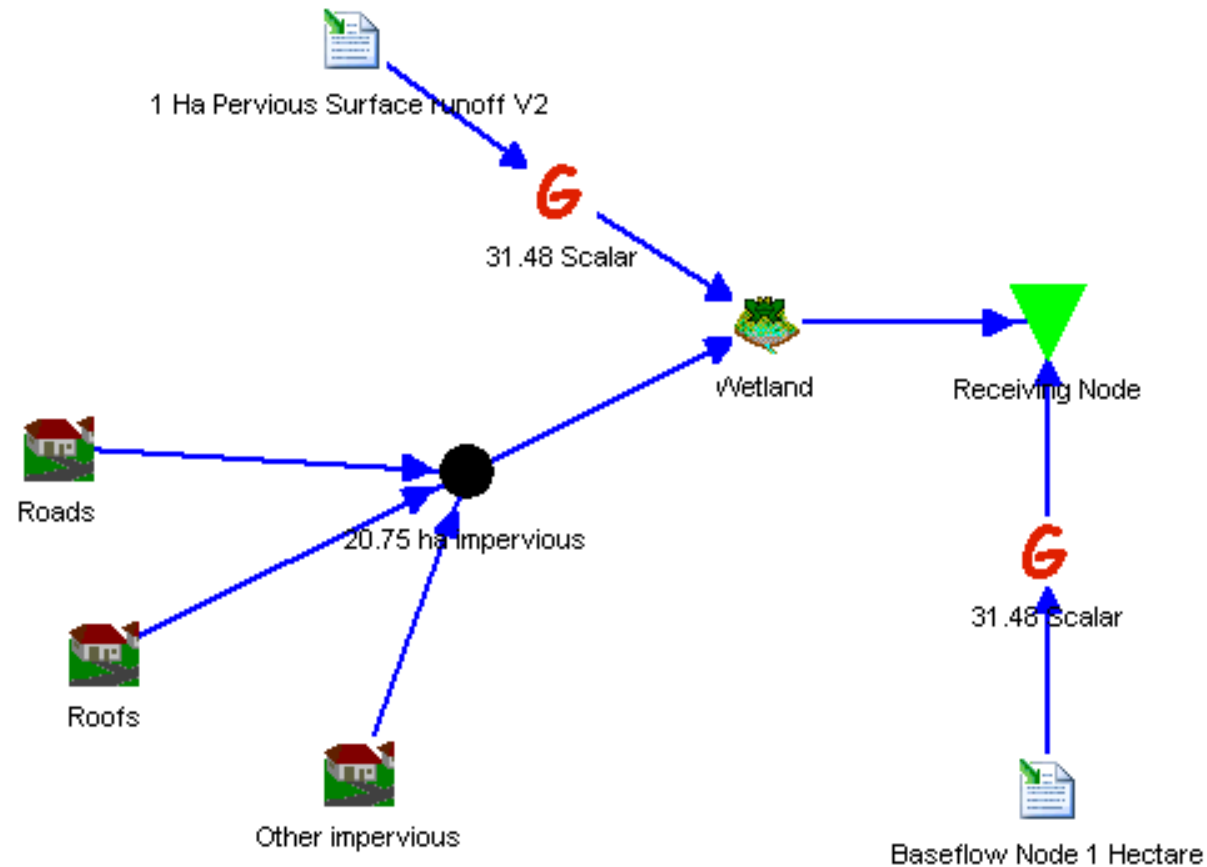 1 Ha Pervious Surface runoff V2
G
31.48 Scalar
Wetland
Receiving Node
Roads
20.75 ha impervious
G
31.48 Scalar
Roofs
Other impervious
Baseflow Node 1 Hectare